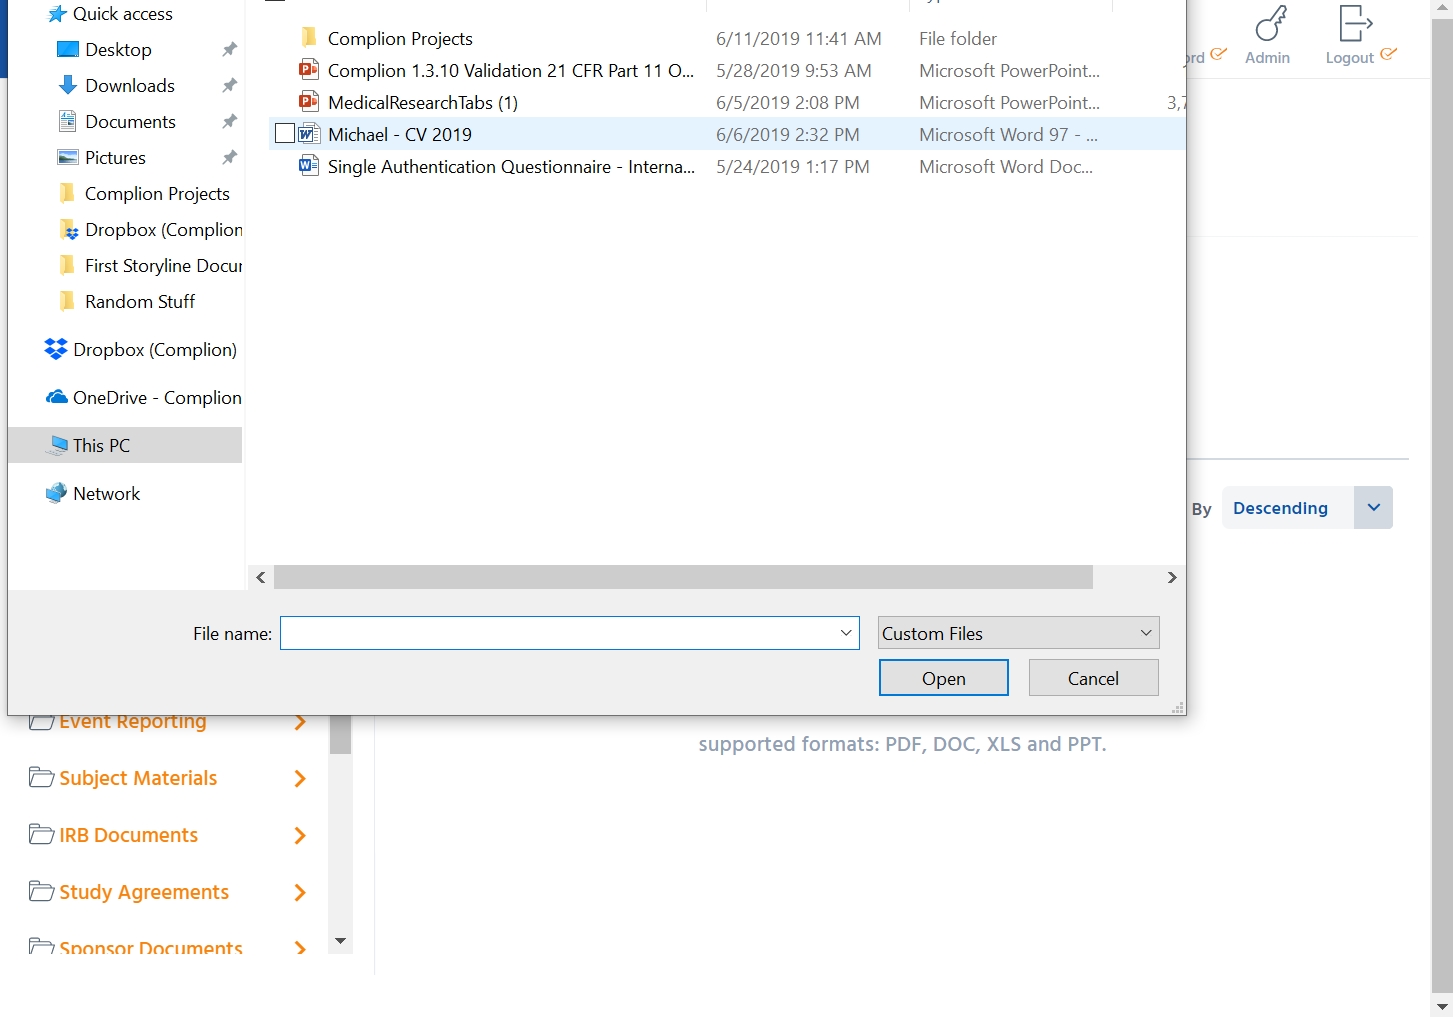 Quick access
Desktop
Downloads
Documents
Pictures
Complion Projects
Dropbox (Complion
First Storyline Docu
Random Stuff
Dropbox (Complion)
OneDrive - Complion
This PC
Network
Complion Projects 6/11/2019 11:41 AM File folder
Complion 1.3.10 Validation 21 CFR Part 11 O... 5/28/2019 9:53 AM Microsoft PowerPoint...
MedicalResearchTabs (1) 6/5/2019 2:08 PM Microsoft PowerPoint... 3,7
Michael - CV 2019 6/6/2019 2:32 PM Microsoft Word 97 - ...
Single Authentication Questionnaire - Interna... 5/24/2019 1:17 PM Microsoft Word Doc...
File name:
Custom Files
Open Cancel
rd Admin Logout
By Descending
supported formats: PDF, DOC, XLS and PPT.
Event Reporting
Subject Materials
IRB Documents
Study Agreements
Sponsor Documents